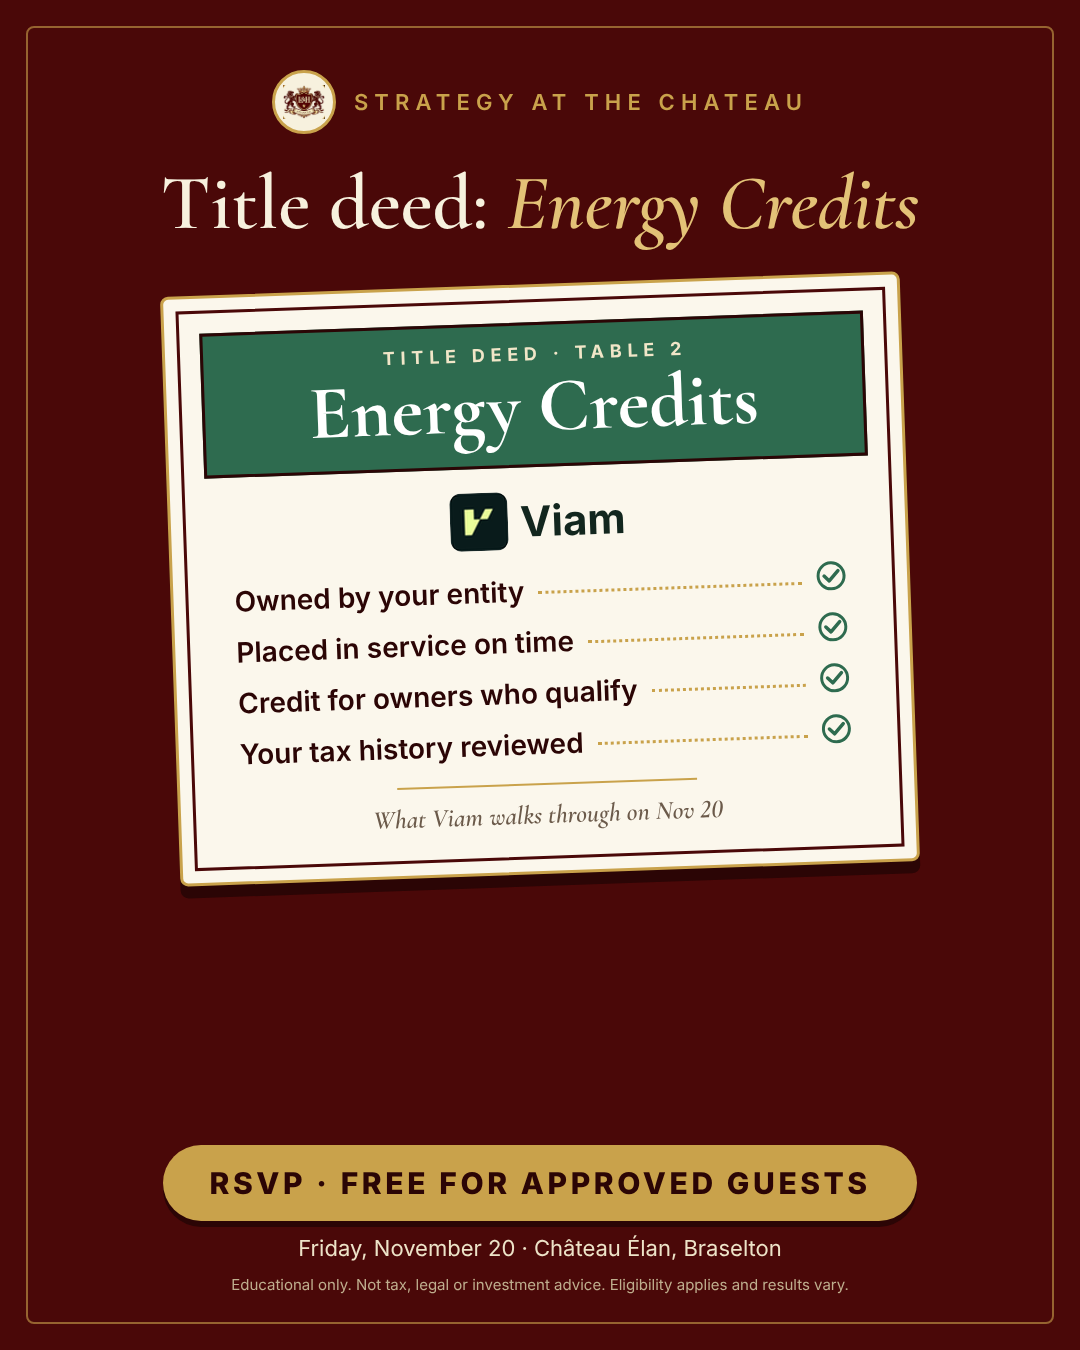 STRATEGY AT THE CHATEAU
Title deed: Energy Credits
TITLE DEED · TABLE 2
Energy Credits
Viam
Owned by your entity
Placed in service on time
Credit for owners who qualify
Your tax history reviewed
What Viam walks through on Nov 20
RSVP · FREE FOR APPROVED GUESTS
Friday, November 20 · Château Élan, Braselton
Educational only. Not tax, legal or investment advice. Eligibility applies and results vary.